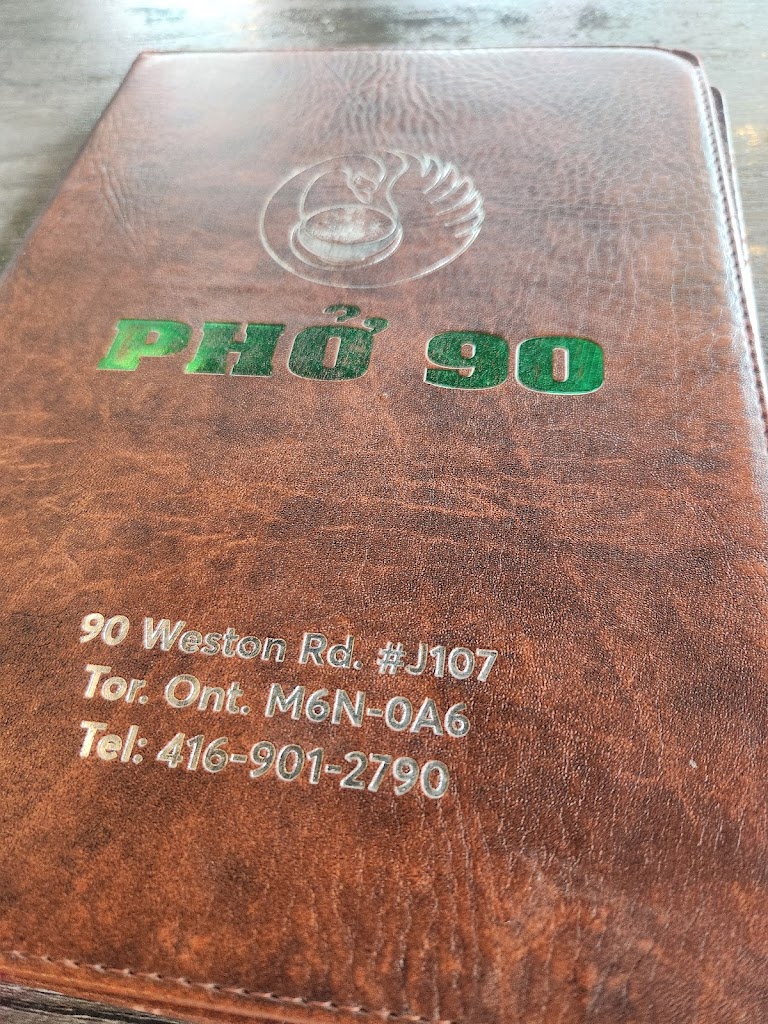 PHỞ 90
90 Weston Rd. #J107
Tor. Ont. M6N-0A6
Tel: 416-901-2790